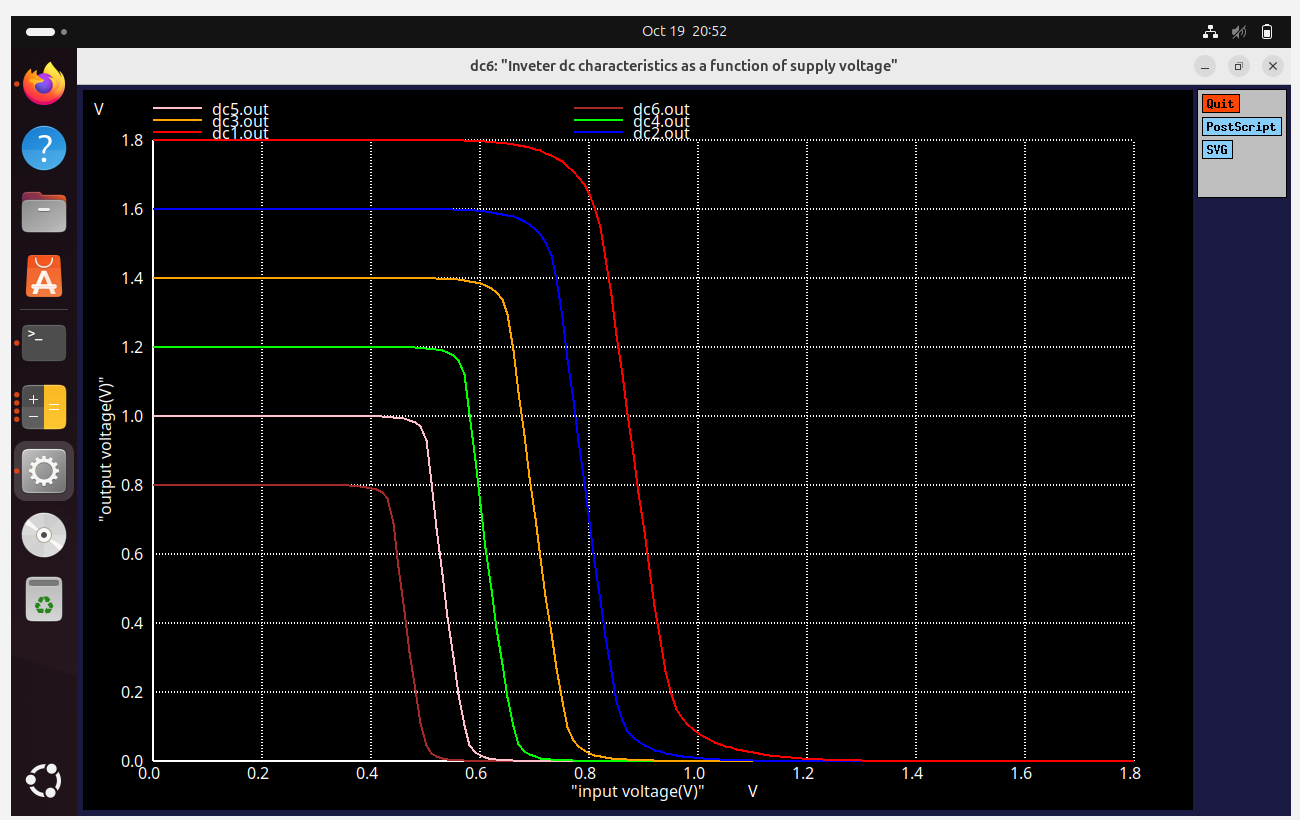 Oct 19 20:52
dc6: "Inveter dc characteristics as a function of supply voltage"
V
dc5.out
dc6.out
dc3.out
dc4.out
dc1.out
dc2.out
Quit
PostScript
SVG
1.8
1.6
1.4
1.2
1.0
0.8
0.6
0.4
0.2
0.0
"output voltage(V)"
0.0 0.2 0.4 0.6 0.8 1.0 1.2 1.4 1.6 1.8
"input voltage(V)" V